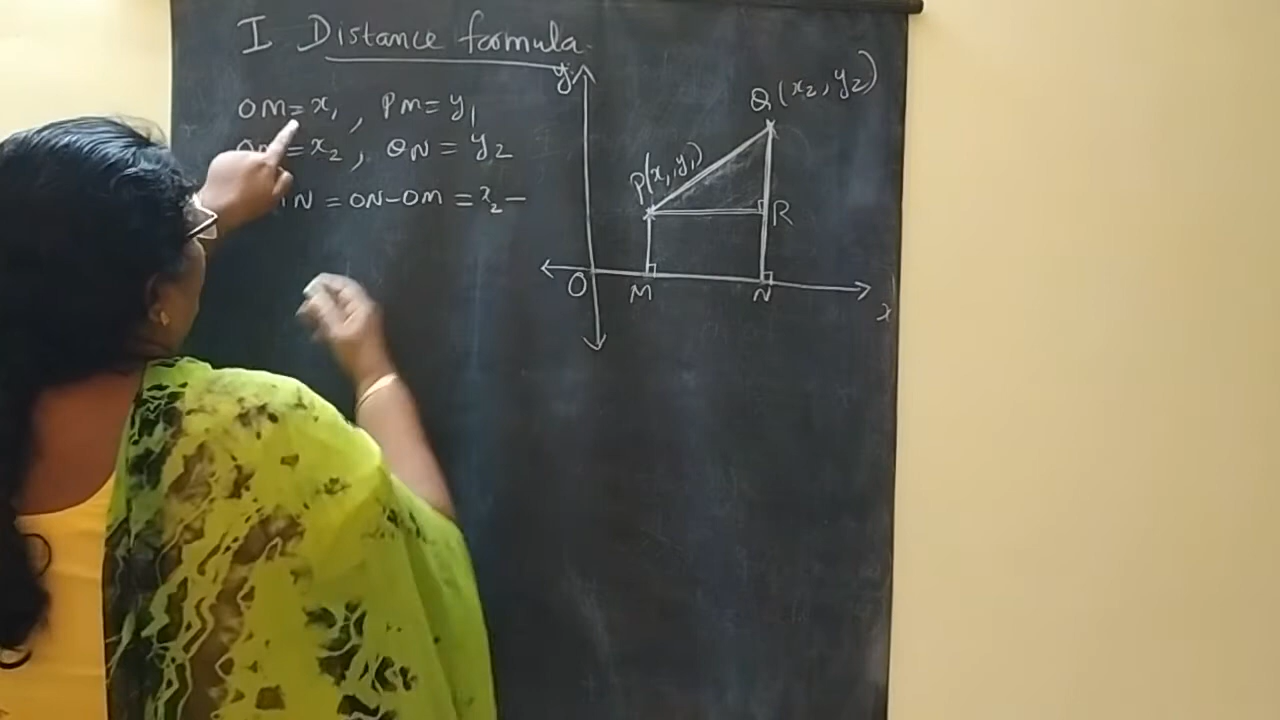 I Distance formula.
OM = x₁, PM = y₁
= x₂, QN = y₂
N = ON - OM = x₂ -
y
Q(x₂, y₂)
P(x₁, y₁)
R
O M N
x